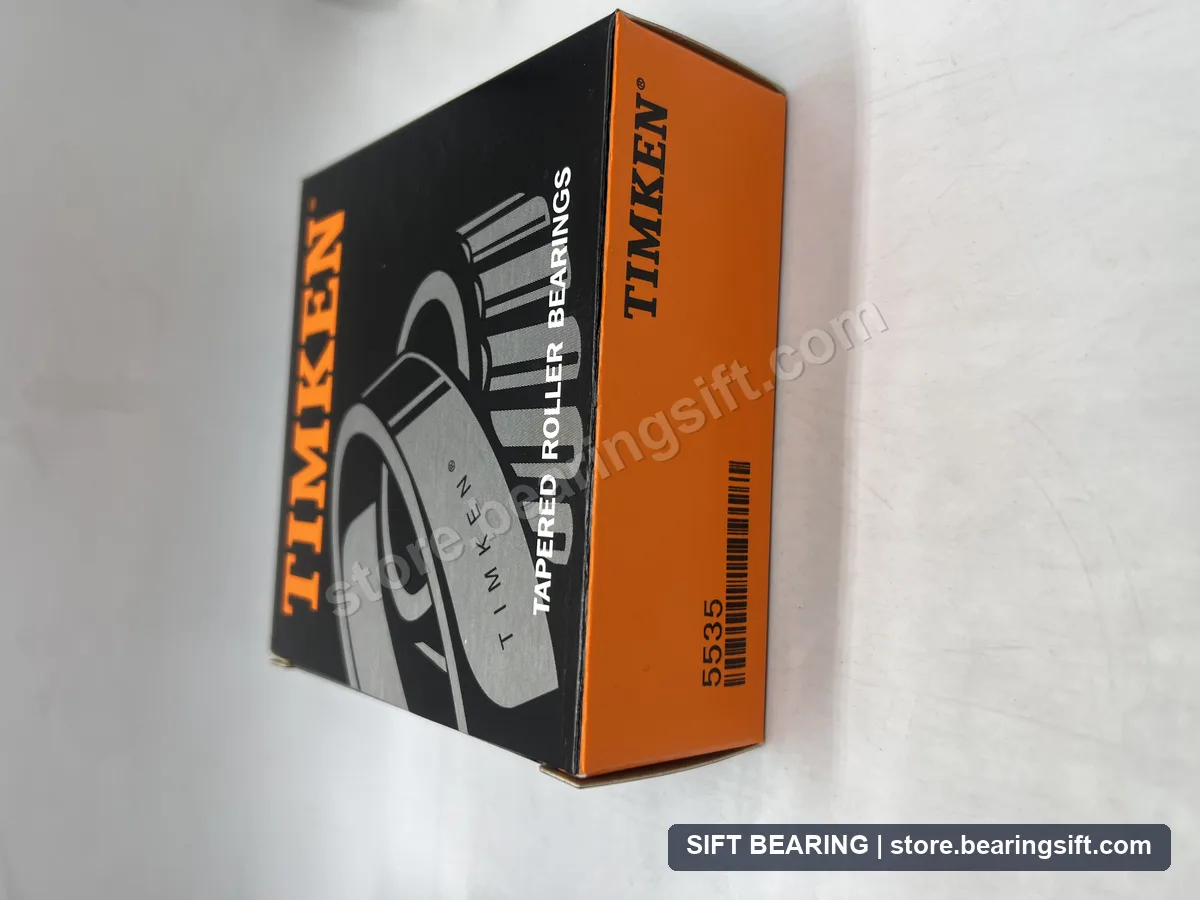 TIMKEN®
TIMKEN®
TAPERED ROLLER BEARINGS
TIMKEN®
5535
store.bearingsift.com
SIFT BEARING | store.bearingsift.com